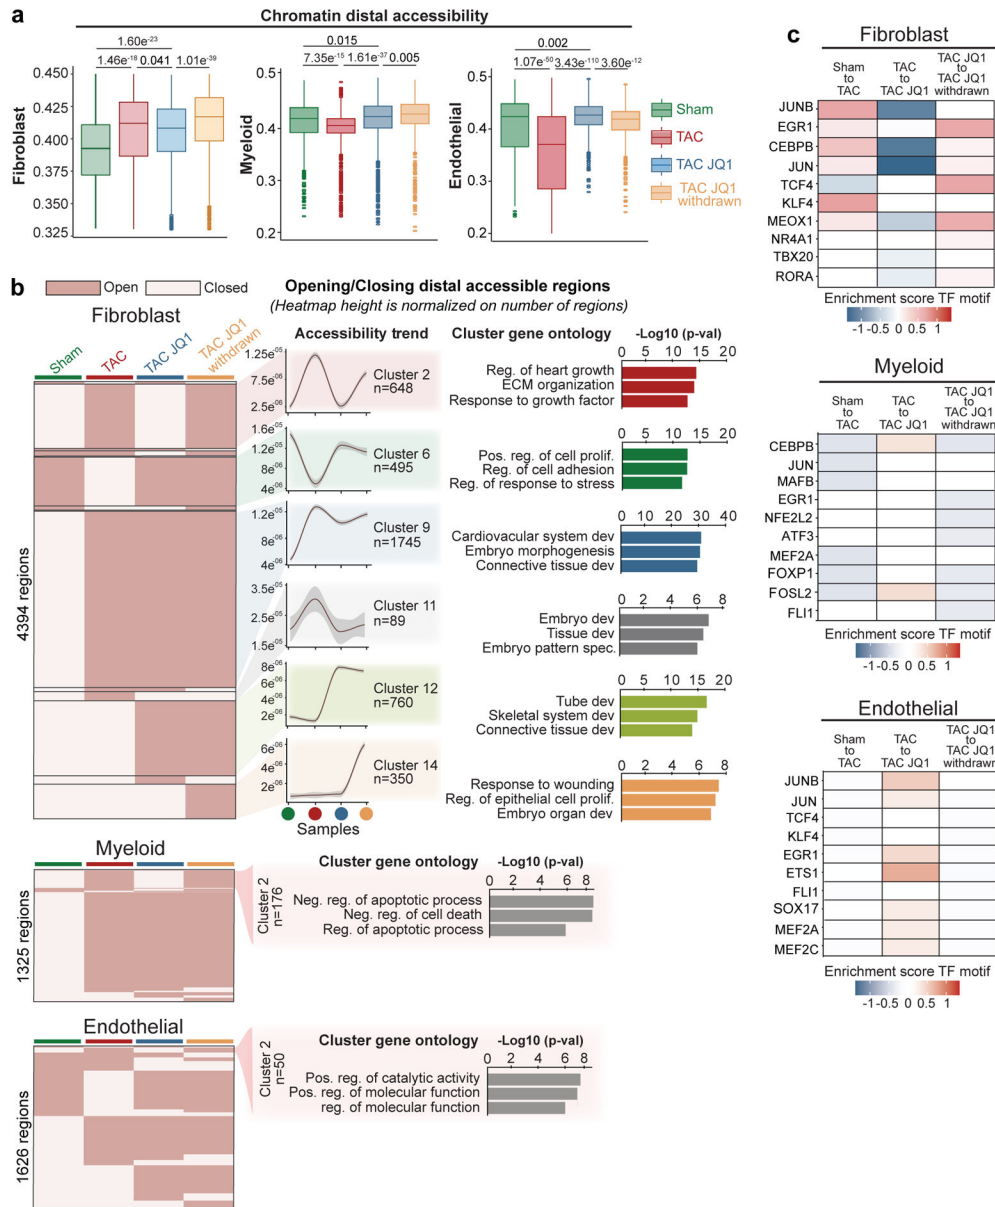 a
Chromatin distal accessibility
Fibroblast
0.450
0.425
0.400
0.375
0.350
0.325
1.60e-23
1.46e-18
0.041
1.01e-39
Myeloid
0.5
0.4
0.3
0.2
0.015
7.35e-15
1.61e-37
0.005
Endothelial
0.5
0.4
0.3
0.2
0.002
1.07e-50
3.43e-110
3.60e-12
Sham
TAC
TAC JQ1
TAC JQ1
withdrawn
b
Open
Closed
Opening/Closing distal accessible regions
(Heatmap height is normalized on number of regions)
Fibroblast
Sham
TAC
TAC JQ1
TAC JQ1
withdrawn
4394 regions
Accessibility trend
Cluster gene ontology
-Log10 (p-val)
1.25e-05
7.5e-06
2.5e-06
Cluster 2
n=648
0 5 10 15 20
Reg. of heart growth
ECM organization
Response to growth factor
1.6e-05
1.2e-05
8e-06
4e-06
Cluster 6
n=495
0 5 10 15 20
Pos. reg. of cell prolif.
Reg. of cell adhesion
Reg. of response to stress
1.2e-05
8e-06
4e-06
Cluster 9
n=1745
0 10 20 30 40
Cardiovascular system dev
Embryo morphogenesis
Connective tissue dev
3.5e-05
2.5e-05
1.5e-05
Cluster 11
n=89
0 2 4 6 8
Embryo dev
Tissue dev
Embryo pattern spec.
8e-06
6e-06
4e-06
2e-06
Cluster 12
n=760
0 5 10 15 20
Tube dev
Skeletal system dev
Connective tissue dev
6e-06
4e-06
2e-06
Cluster 14
n=350
0 2 4 6 8
Response to wounding
Reg. of epithelial cell prolif.
Embryo organ dev
Samples
Myeloid
1325 regions
Cluster 2
n=176
Cluster gene ontology
-Log10 (p-val)
0 2 4 6 8
Neg. reg. of apoptotic process
Neg. reg. of cell death
Reg. of apoptotic process
Endothelial
1626 regions
Cluster 2
n=50
Cluster gene ontology
-Log10 (p-val)
0 2 4 6 8
Pos. reg. of catalytic activity
Pos. reg. of molecular function
reg. of molecular function
c
Fibroblast
Sham
to
TAC
TAC
to
TAC JQ1
TAC JQ1
to
TAC JQ1
withdrawn
JUNB
EGR1
CEBPB
JUN
TCF4
KLF4
MEOX1
NR4A1
TBX20
RORA
Enrichment score TF motif
-1 -0.5 0 0.5 1
Myeloid
Sham
to
TAC
TAC
to
TAC JQ1
TAC JQ1
to
TAC JQ1
withdrawn
CEBPB
JUN
MAFB
EGR1
NFE2L2
ATF3
MEF2A
FOXP1
FOSL2
FLI1
Enrichment score TF motif
-1 -0.5 0 0.5 1
Endothelial
Sham
to
TAC
TAC
to
TAC JQ1
TAC JQ1
to
TAC JQ1
withdrawn
JUNB
JUN
TCF4
KLF4
EGR1
ETS1
FLI1
SOX17
MEF2A
MEF2C
Enrichment score TF motif
-1 -0.5 0 0.5 1